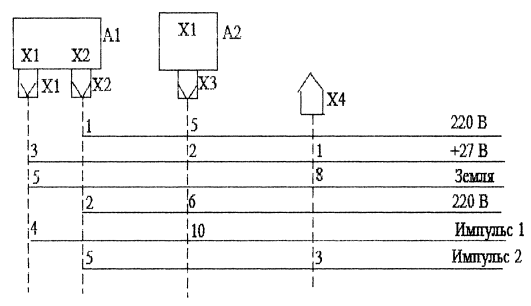 A1
X1 X2
X1
X2
X1
A2
X3
X4
1 5 220 В
3 2 1 +27 В
5 8 Земля
2 6 220 В
4 10 Импульс 1
5 3 Импульс 2